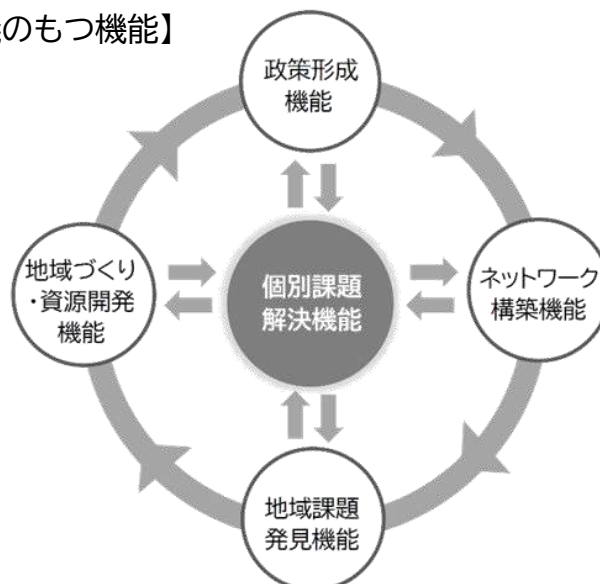 のもつ機能】
政策形成
機能
地域づくり
・資源開発
機能
個別課題
解決機能
ネットワーク
構築機能
地域課題
発見機能